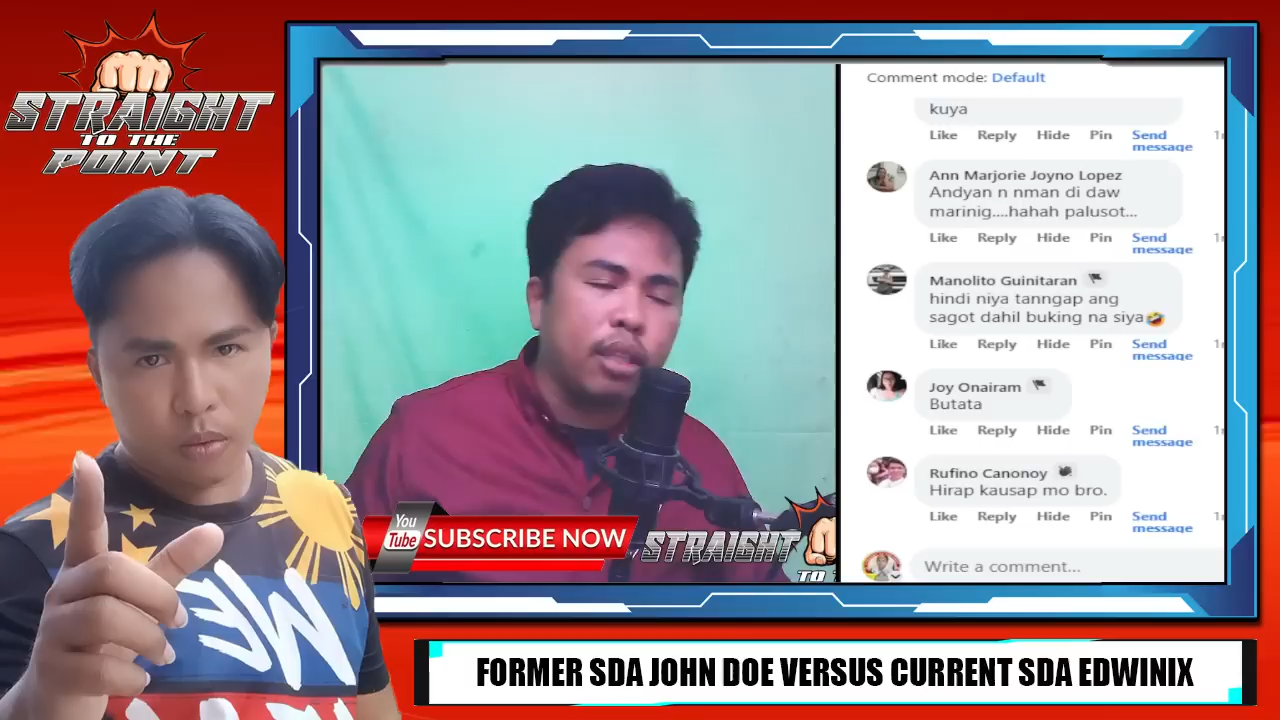 STRAIGHT
TO THE
POINT
Comment mode: Default
kuya
Like Reply Hide Pin Send message
Ann Marjorie Joyno Lopez
Andyan n nman di daw
marinig....hahah palusot...
Like Reply Hide Pin Send message
Manolito Guinitaran
hindi niya tanngap ang
sagot dahil buking na siya🤣
Like Reply Hide Pin Send message
Joy Onairam
Butata
Like Reply Hide Pin Send message
Rufino Canonoy
Hirap kausap mo bro.
Like Reply Hide Pin Send message
Write a comment...
You
Tube
SUBSCRIBE NOW
STRAIGHT
TO
ME
FORMER SDA JOHN DOE VERSUS CURRENT SDA EDWINIX